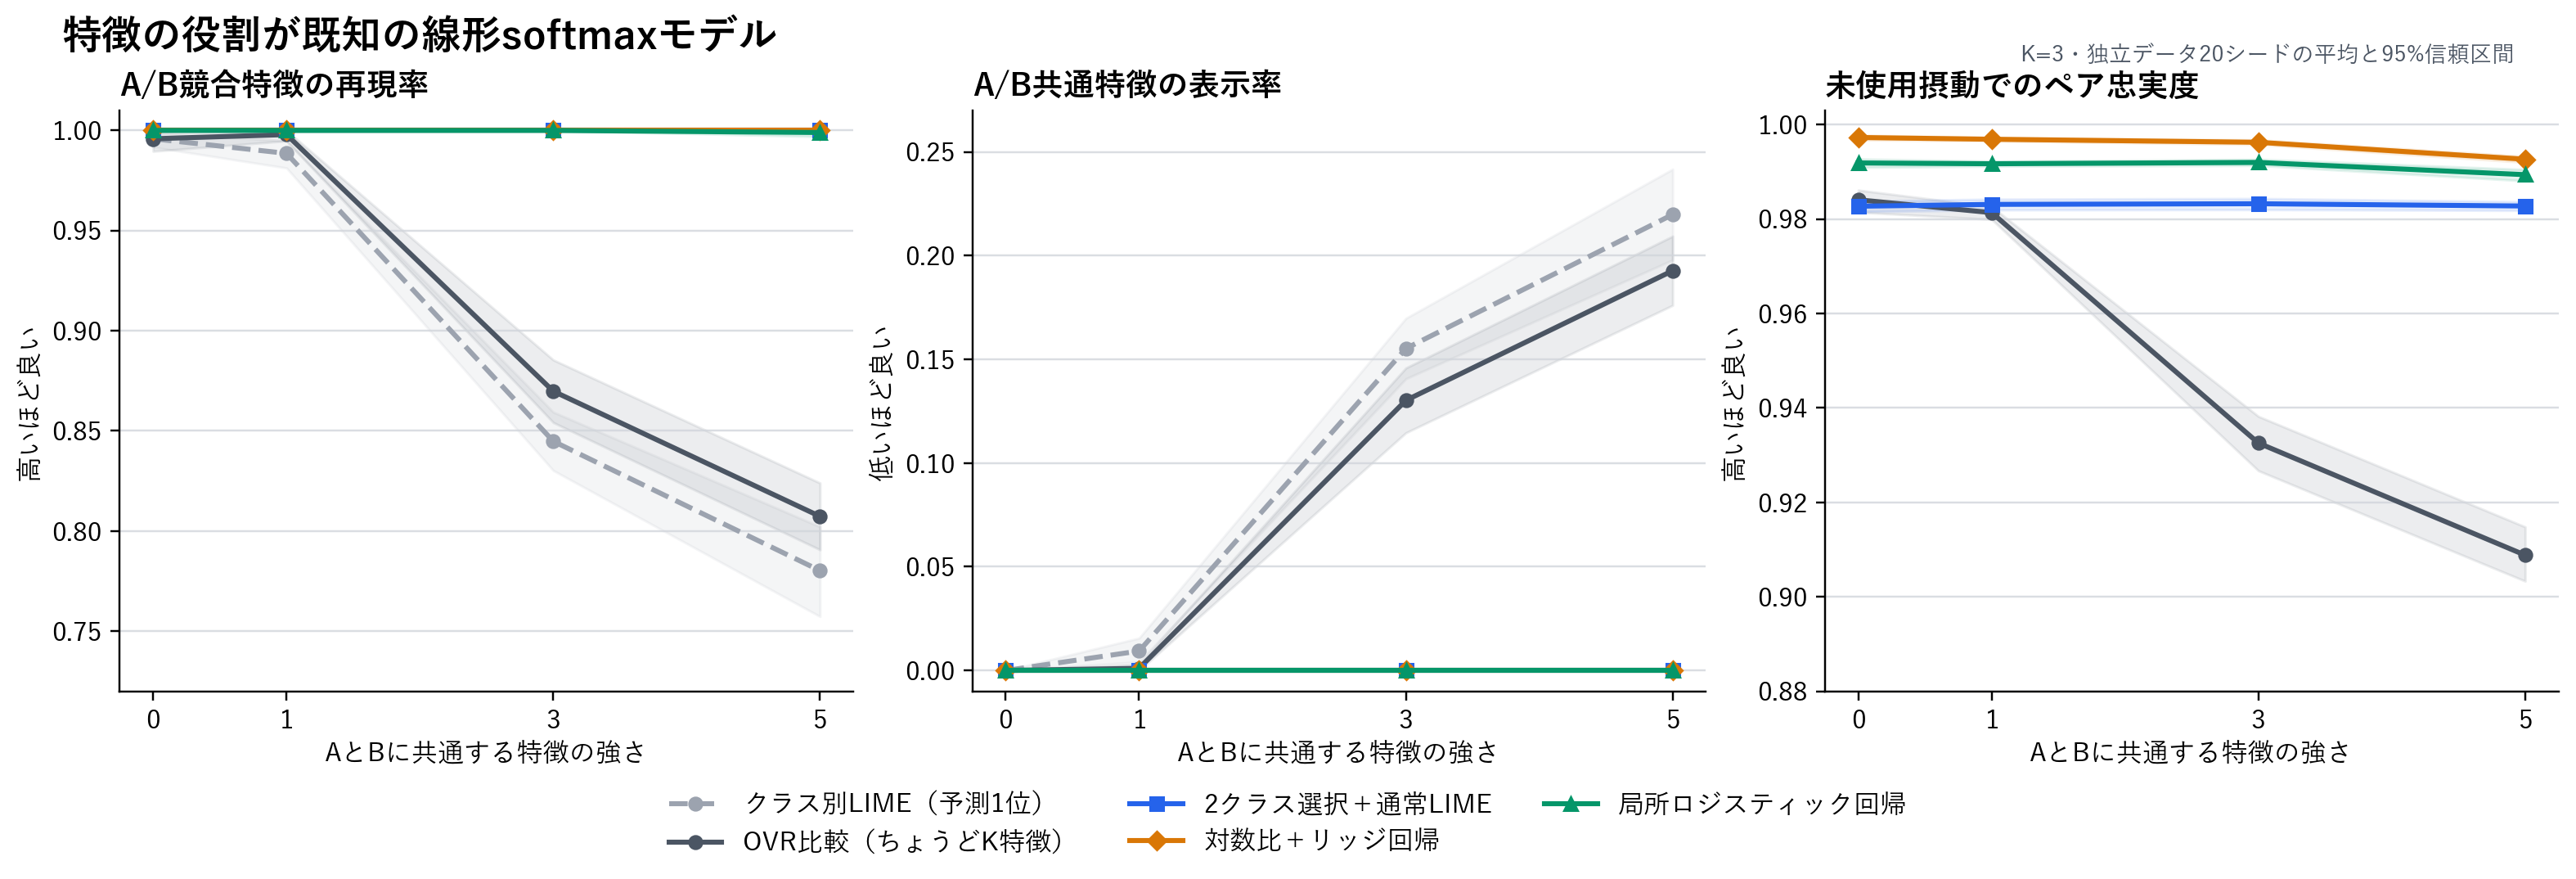 特徴の役割が既知の線形softmaxモデル
K=3・独立データ20シードの平均と95%信頼区間
A/B競合特徴の再現率
高いほど良い
1.00
0.95
0.90
0.85
0.80
0.75
0
1
3
5
AとBに共通する特徴の強さ
A/B共通特徴の表示率
低いほど良い
0.25
0.20
0.15
0.10
0.05
0.00
0
1
3
5
AとBに共通する特徴の強さ
未使用摂動でのペア忠実度
高いほど良い
1.00
0.98
0.96
0.94
0.92
0.90
0.88
0
1
3
5
AとBに共通する特徴の強さ
クラス別LIME（予測1位）
OVR比較（ちょうどK特徴）
2クラス選択＋通常LIME
対数比＋リッジ回帰
局所ロジスティック回帰